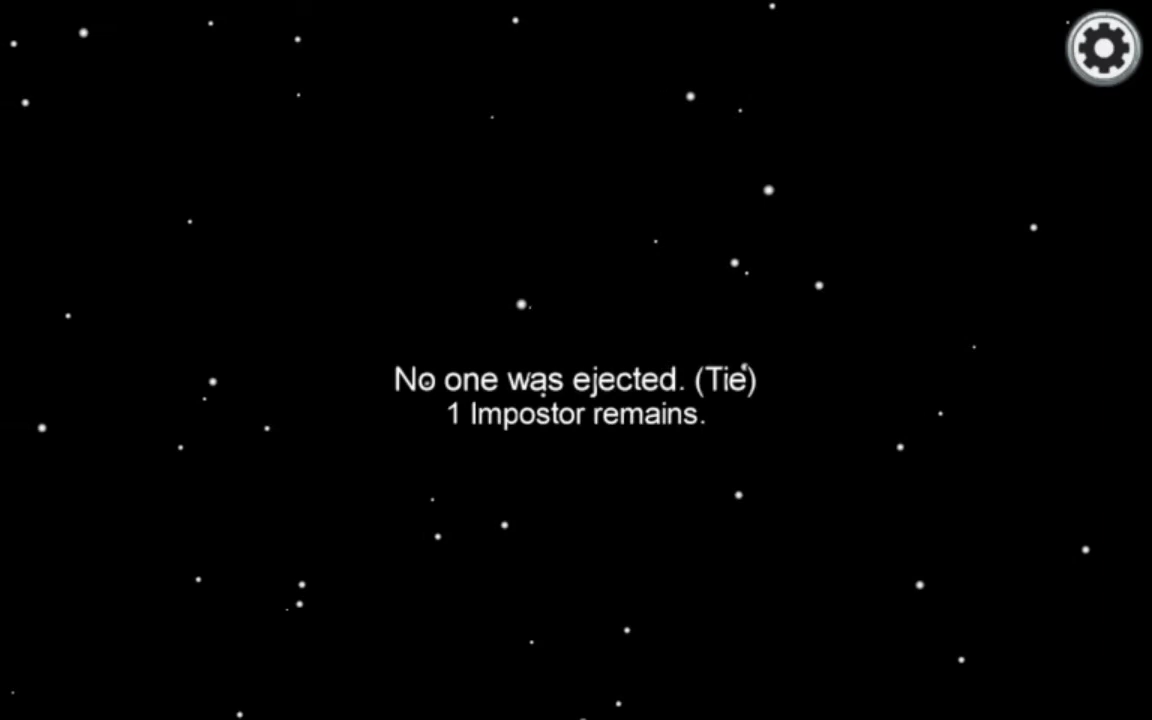 No one was ejected. (Tie)
1 Impostor remains.